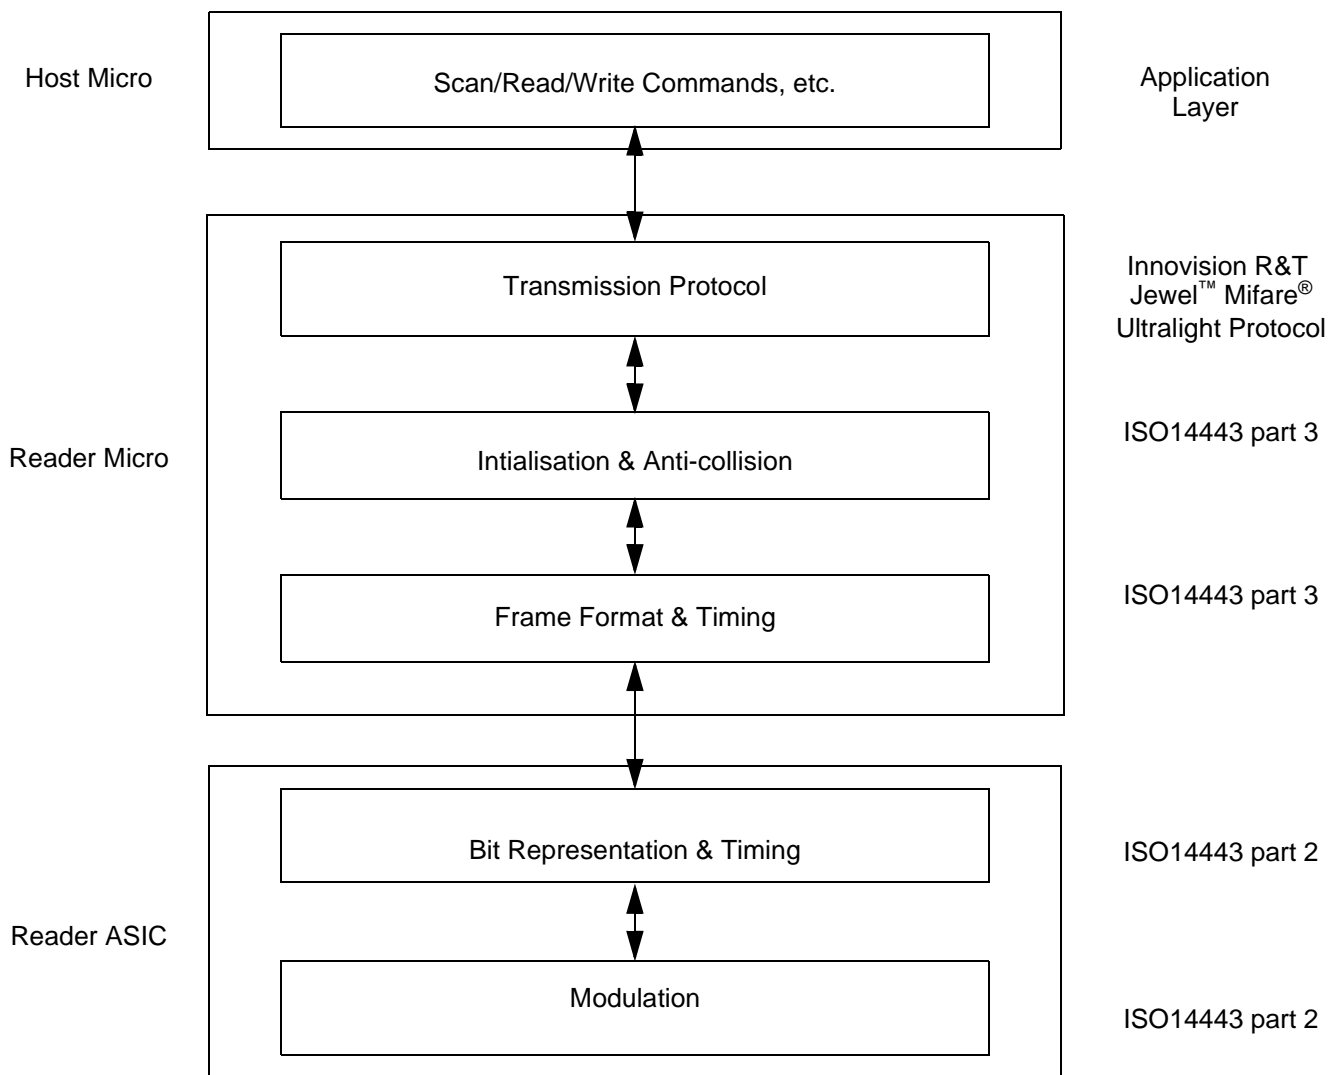 Host Micro
Scan/Read/Write Commands, etc.
Application
Layer
Transmission Protocol
Innovision R&T
Jewel™ Mifare®
Ultralight Protocol
Reader Micro
Intialisation & Anti-collision
ISO14443 part 3
Frame Format & Timing
ISO14443 part 3
Bit Representation & Timing
ISO14443 part 2
Reader ASIC
Modulation
ISO14443 part 2